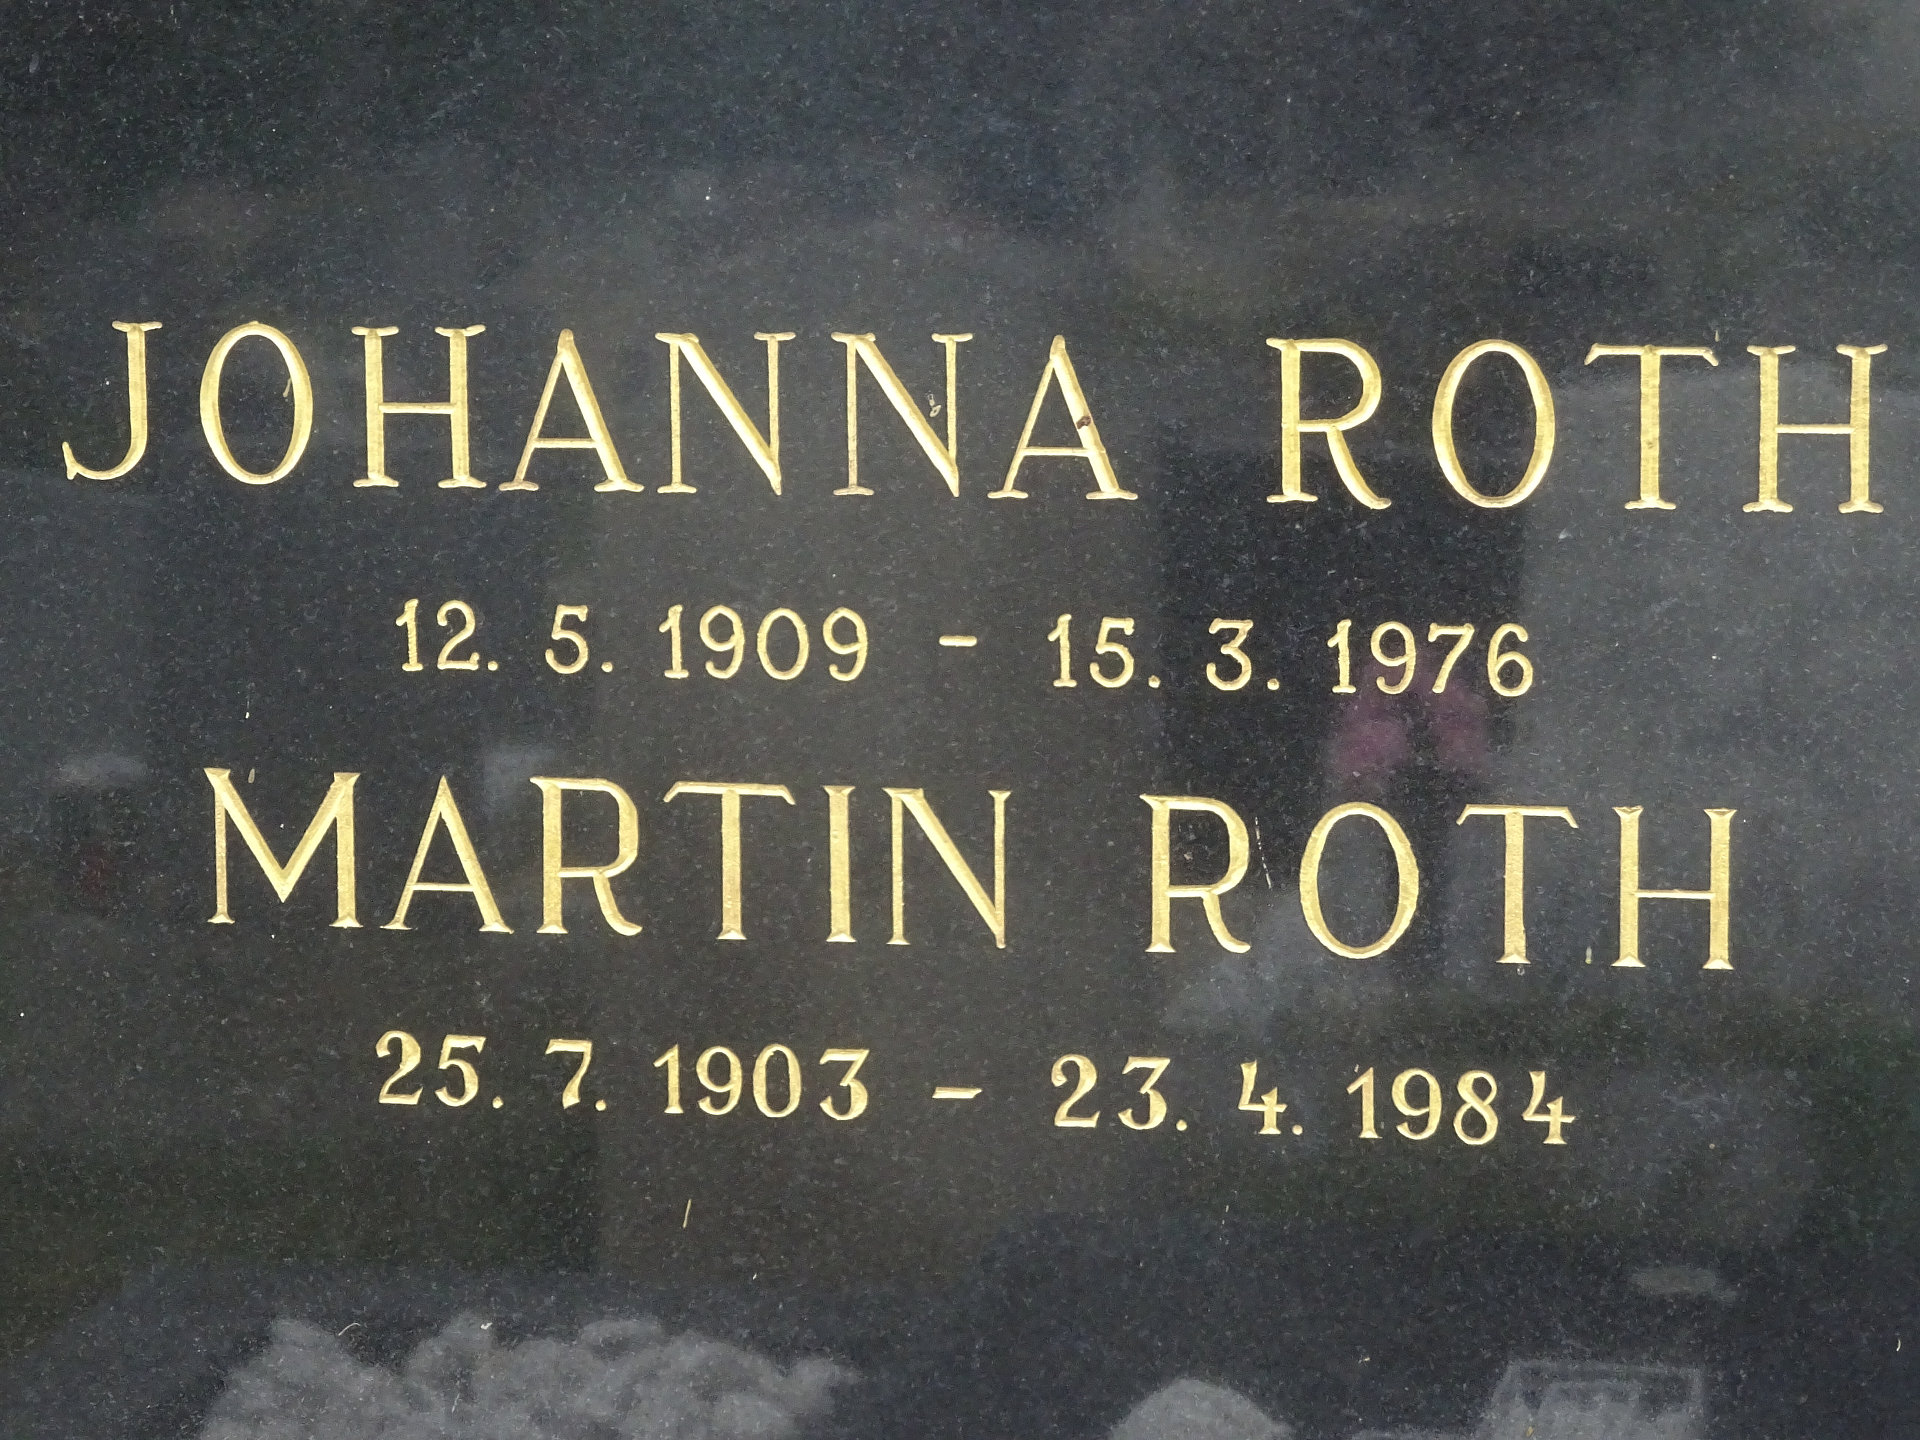 JOHANNA ROTH
12. 5. 1909 - 15. 3. 1976
MARTIN ROTH
25. 7. 1903 - 23. 4. 1984